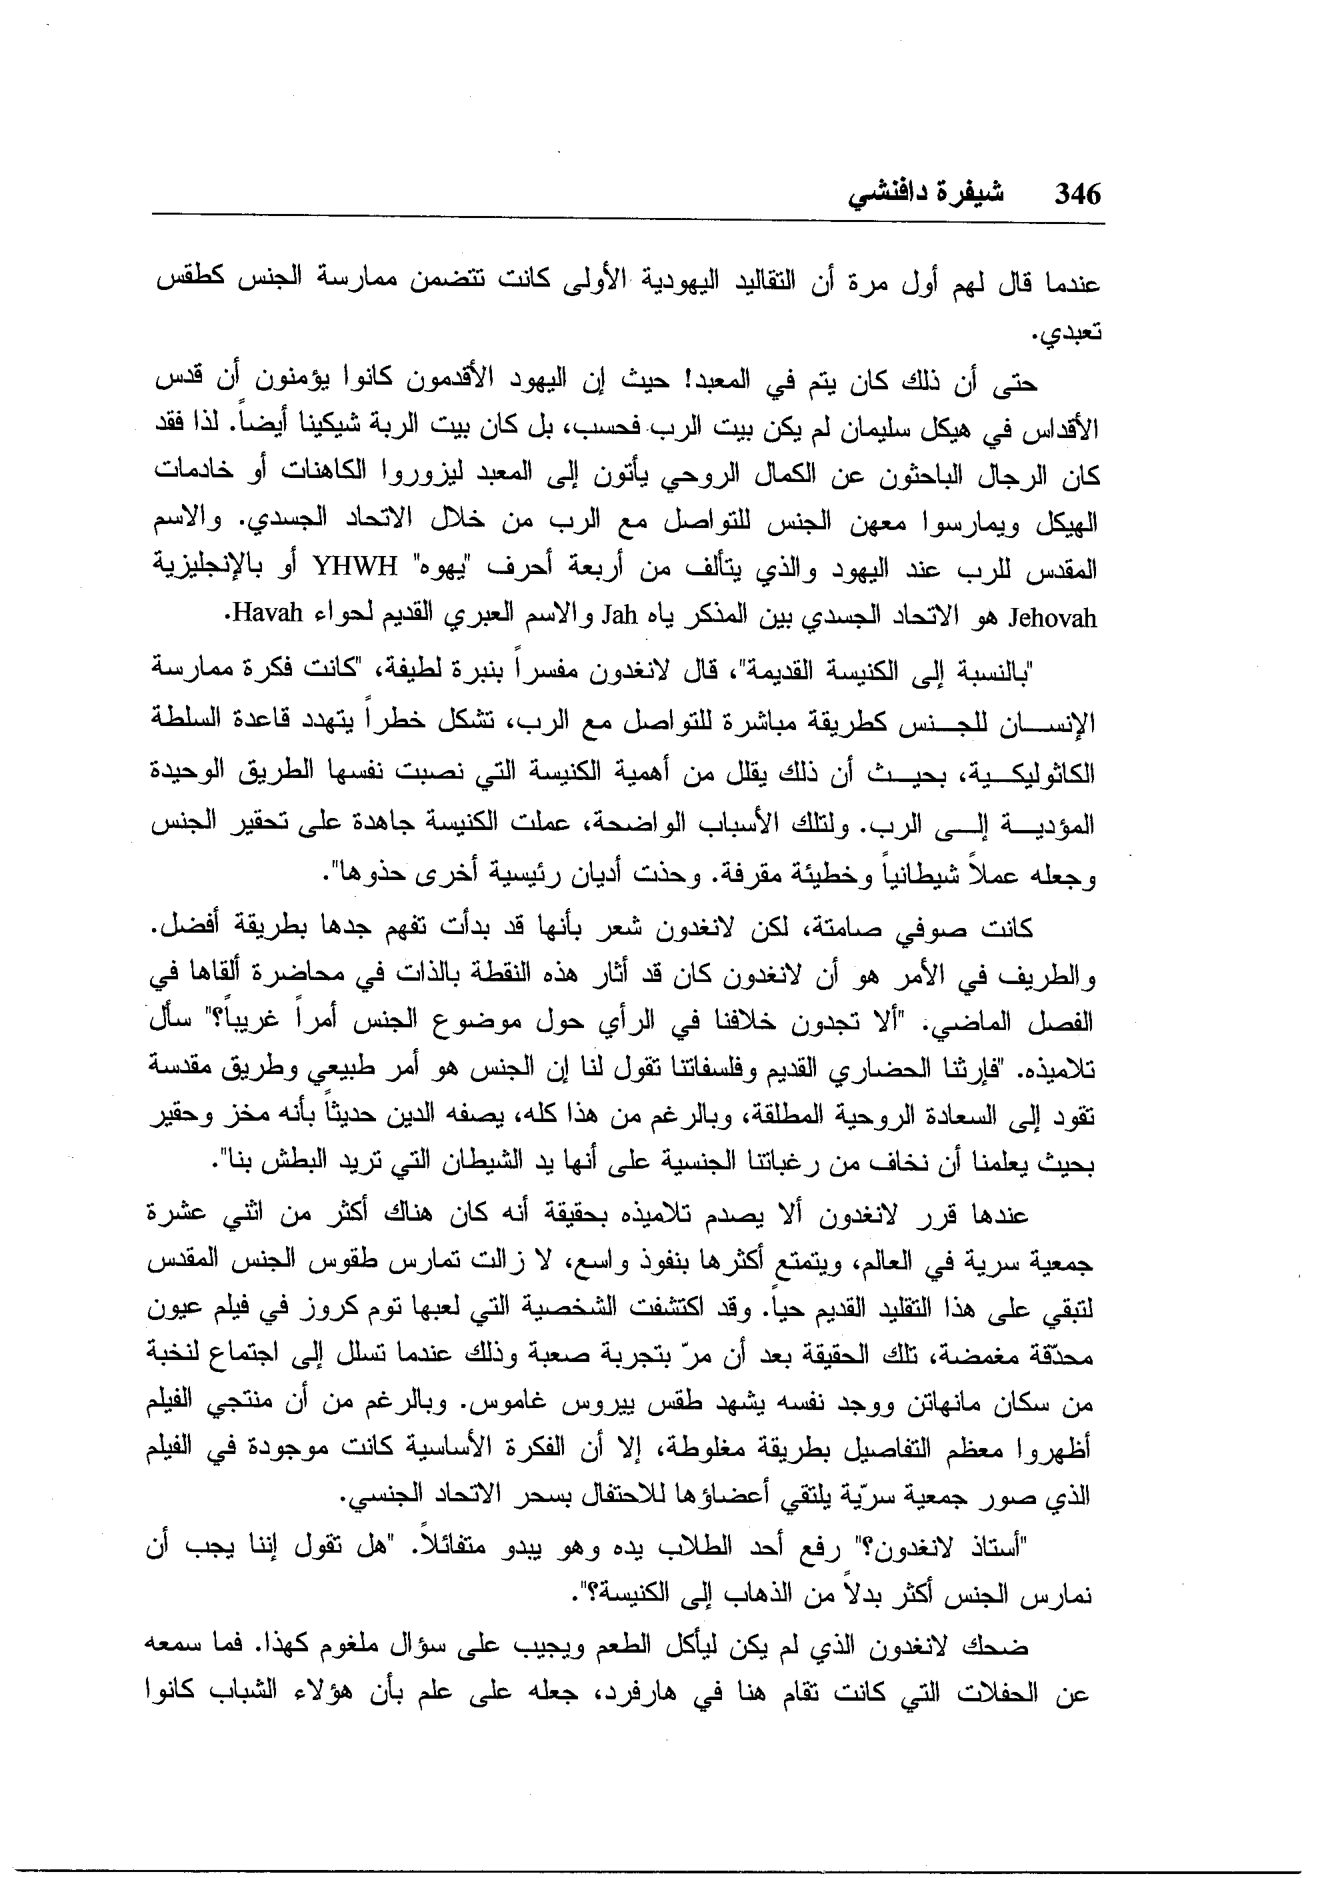 346 شيفرة دافنشي
عندما قال لهم أول مرة أن التقاليد اليهودية الأولى كانت تتضمن ممارسة الجنس كطقس
تعبدي.
حتى أن ذلك كان يتم في المعبد! حيث إن اليهود الأقدمون كانوا يؤمنون أن قدس
الأقداس في هيكل سليمان لم يكن بيت الرب فحسب، بل كان بيت الربة شيكينا أيضاً. لذا فقد
كان الرجال الباحثون عن الكمال الروحي يأتون إلى المعبد ليزوروا الكاهنات أو خادمات
الهيكل ويمارسوا معهن الجنس للتواصل مع الرب من خلال الاتحاد الجسدي. والاسم
المقدس للرب عند اليهود والذي يتألف من أربعة أحرف "يهوه" YHWH أو بالإنجليزية
Jehovah هو الاتحاد الجسدي بين المذكر ياه Jah والاسم العبري القديم لحواء Havah.
"بالنسبة إلى الكنيسة القديمة"، قال لانغدون مفسراً بنبرة لطيفة، "كانت فكرة ممارسة
الإنســـان للجـــنس كطريقة مباشرة للتواصل مع الرب، تشكل خطراً يتهدد قاعدة السلطة
الكاثوليكـــية، بحيـــث أن ذلك يقلل من أهمية الكنيسة التي نصبت نفسها الطريق الوحيدة
المؤديـــة إلـــى الرب. ولتلك الأسباب الواضحة، عملت الكنيسة جاهدة على تحقير الجنس
وجعله عملاً شيطانياً وخطيئة مقرفة. وحذت أديان رئيسية أخرى حذوها".
كانت صوفي صامتة، لكن لانغدون شعر بأنها قد بدأت تفهم جدها بطريقة أفضل.
والطريف في الأمر هو أن لانغدون كان قد أثار هذه النقطة بالذات في محاضرة ألقاها في
الفصل الماضي. "ألا تجدون خلافنا في الرأي حول موضوع الجنس أمراً غريباً؟" سأل
تلاميذه. "فإرثنا الحضاري القديم وفلسفاتنا تقول لنا إن الجنس هو أمر طبيعي وطريق مقدسة
تقود إلى السعادة الروحية المطلقة، وبالرغم من هذا كله، يصفه الدين حديثاً بأنه مخز وحقير
بحيث يعلمنا أن نخاف من رغباتنا الجنسية على أنها يد الشيطان التي تريد البطش بنا".
عندها قرر لانغدون ألا يصدم تلاميذه بحقيقة أنه كان هناك أكثر من اثني عشرة
جمعية سرية في العالم، ويتمتع أكثرها بنفوذ واسع، لا زالت تمارس طقوس الجنس المقدس
لتبقي على هذا التقليد القديم حياً. وقد اكتشفت الشخصية التي لعبها توم كروز في فيلم عيون
محدّقة مغمضة، تلك الحقيقة بعد أن مرّ بتجربة صعبة وذلك عندما تسلل إلى اجتماع لنخبة
من سكان مانهاتن ووجد نفسه يشهد طقس ييروس غاموس. وبالرغم من أن منتجي الفيلم
أظهروا معظم التفاصيل بطريقة مغلوطة، إلا أن الفكرة الأساسية كانت موجودة في الفيلم
الذي صور جمعية سرّية يلتقي أعضاؤها للاحتفال بسحر الاتحاد الجنسي.
"أستاذ لانغدون؟" رفع أحد الطلاب يده وهو يبدو متفائلاً. "هل تقول إننا يجب أن
نمارس الجنس أكثر بدلاً من الذهاب إلى الكنيسة؟".
ضحك لانغدون الذي لم يكن ليأكل الطعم ويجيب على سؤال ملغوم كهذا. فما سمعه
عن الحفلات التي كانت تقام هنا في هارفرد، جعله على علم بأن هؤلاء الشباب كانوا